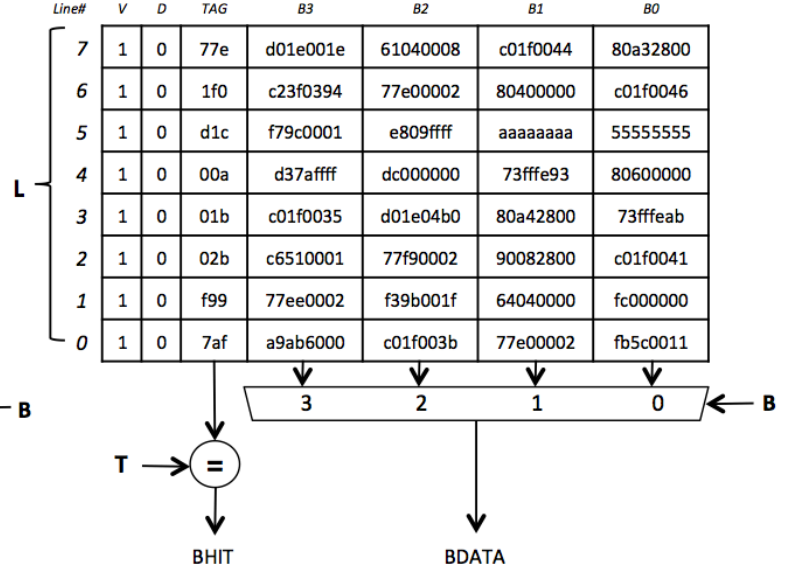 Line# V D TAG B3 B2 B1 B0
7 1 0 77e d01e001e 61040008 c01f0044 80a32800
6 1 0 1f0 c23f0394 77e00002 80400000 c01f0046
5 1 0 d1c f79c0001 e809ffff aaaaaaaa 55555555
L 4 1 0 00a d37affff dc000000 73fffe93 80600000
3 1 0 01b c01f0035 d01e04b0 80a42800 73fffeab
2 1 0 02b c6510001 77f90002 90082800 c01f0041
1 1 0 f99 77ee0002 f39b001f 64040000 fc000000
0 1 0 7af a9ab6000 c01f003b 77e00002 fb5c0011
B 3 2 1 0 B
T =
BHIT BDATA